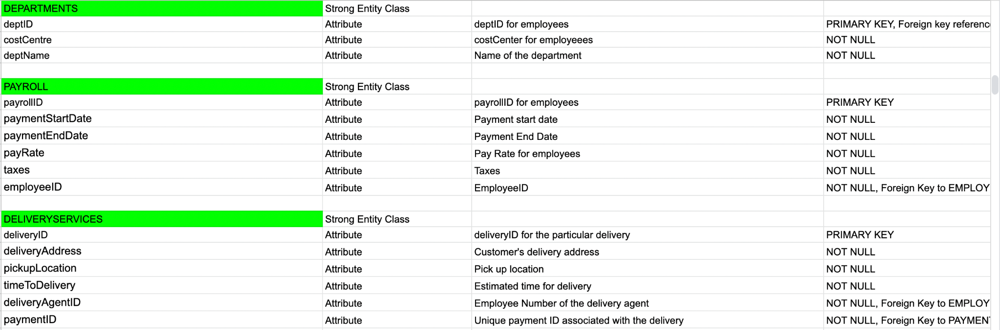 DEPARTMENTS Strong Entity Class
deptID Attribute deptID for employees PRIMARY KEY, Foreign key
costCentre Attribute costCenter for employeees NOT NULL
deptName Attribute Name of the department NOT NULL
PAYROLL Strong Entity Class
payrollID Attribute payrollID for employees PRIMARY KEY
paymentStartDate Attribute Payment start date NOT NULL
paymentEndDate Attribute Payment End Date NOT NULL
payRate Attribute Pay Rate for employees NOT NULL
taxes Attribute Taxes NOT NULL
employeeID Attribute EmployeeID NOT NULL, Foreign Key to EMPLOY
DELIVERYSERVICES Strong Entity Class
deliveryID Attribute deliveryID for the particular delivery PRIMARY KEY
deliveryAddress Attribute Customer's delivery address NOT NULL
pickupLocation Attribute Pick up location NOT NULL
timeToDelivery Attribute Estimated time for delivery NOT NULL
deliveryAgentID Attribute Employee Number of the delivery agent NOT NULL, Foreign Key to EMPLOY
paymentID Attribute Unique payment ID associated with the delivery NOT NULL, Foreign Key to PAYMEN